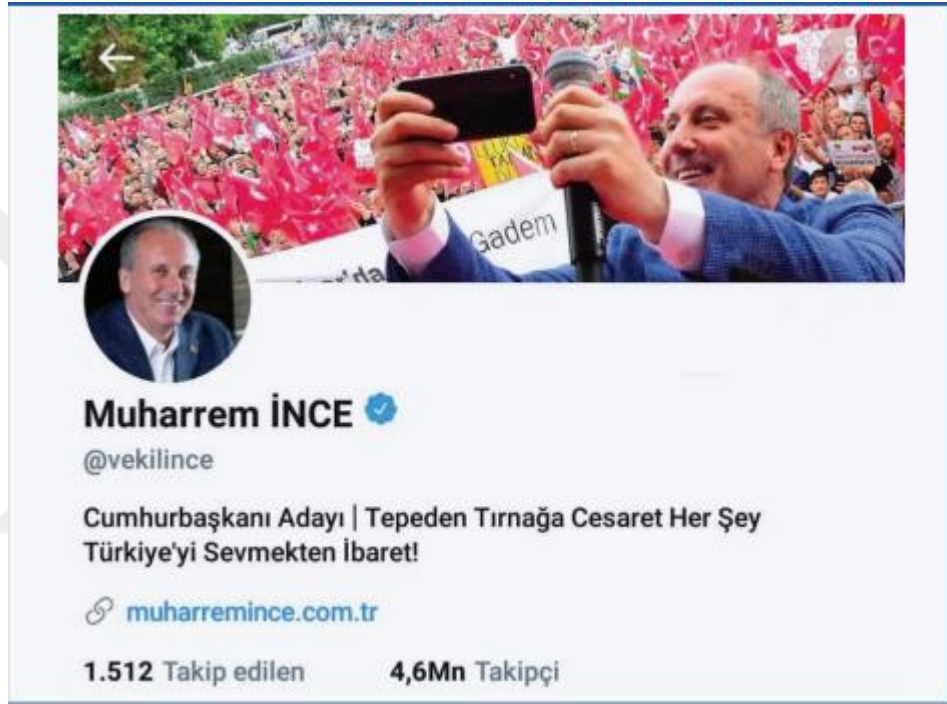 Gadem
Muharrem İNCE
@vekilince
Cumhurbaşkanı Adayı | Tepeden Tırnağa Cesaret Her Şey
Türkiye'yi Sevmekten İbaret!
muharremince.com.tr
1.512 Takip edilen 4,6Mn Takipçi